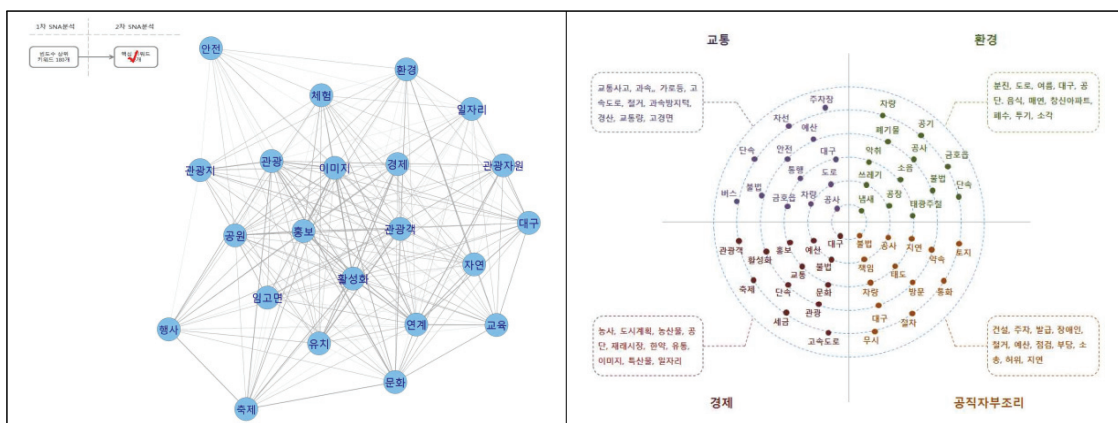 1차 SNA분석 2차 SNA분석
빈도수 상위
키워드 180개
안전
환경
체험
일자리
관광지
관광
이미지
경제
관광자원
공원
홍보
관광객
대구
자연
활성화
임고면
행사
유치
연계
교육
문화
축제
교통
교통사고, 과속,, 가로등, 고
속도로, 철거, 과속방지턱,
경산, 교통량, 고경면
주차장
차선
예산
단속
안전
대구
통행
도로
버스
불법
금호읍
차량
공사
환경
분진, 도로, 여름, 대구, 공
단, 음식, 매연, 창신아파트,
폐수, 투기, 소각
차량
폐기물
공기
악취
공사
금호읍
쓰레기
소음
불법
단속
냄새
공장
태광주철
관광객
활성화
홍보
예산
대구
축제
교통
불법
단속
문화
세금
관광
고속도로
농사, 도시계획, 농산물, 공
단, 재래시장, 한약, 유통,
이미지, 특산물, 일자리
경제
불법
공사
지연
약속
토지
책임
태도
차량
방문
통화
대구
절차
무시
건설, 주차, 발급, 장애인,
철거, 예산, 점검, 부당, 소
송, 허위, 지연
공직자부조리